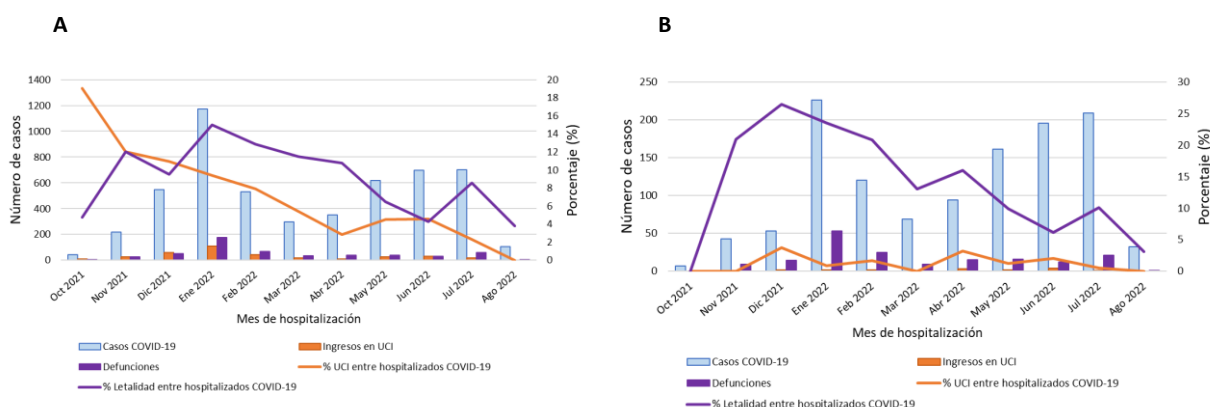 A
Número de casos
1400
1200
1000
800
600
400
200
0
20
18
16
14
12
10
8
6
4
2
0
Porcentaje (%)
Oct 2021
Nov 2021
Dic 2021
Ene 2022
Feb 2022
Mar 2022
Abr 2022
May 2022
Jun 2022
Jul 2022
Ago 2022
Mes de hospitalización
Casos COVID-19
Ingresos en UCI
Defunciones
% UCI entre hospitalizados COVID-19
% Letalidad entre hospitalizados COVID-19
B
Número de casos
250
200
150
100
50
0
30
25
20
15
10
5
0
Porcentaje (%)
Oct 2021
Nov 2021
Dic 2021
Ene 2022
Feb 2022
Mar 2022
Abr 2022
May 2022
Jun 2022
Jul 2022
Ago 2022
Mes de hospitalización
Casos COVID-19
Ingresos en UCI
Defunciones
% UCI entre hospitalizados COVID-19
% Letalidad entre hospitalizados COVID-19